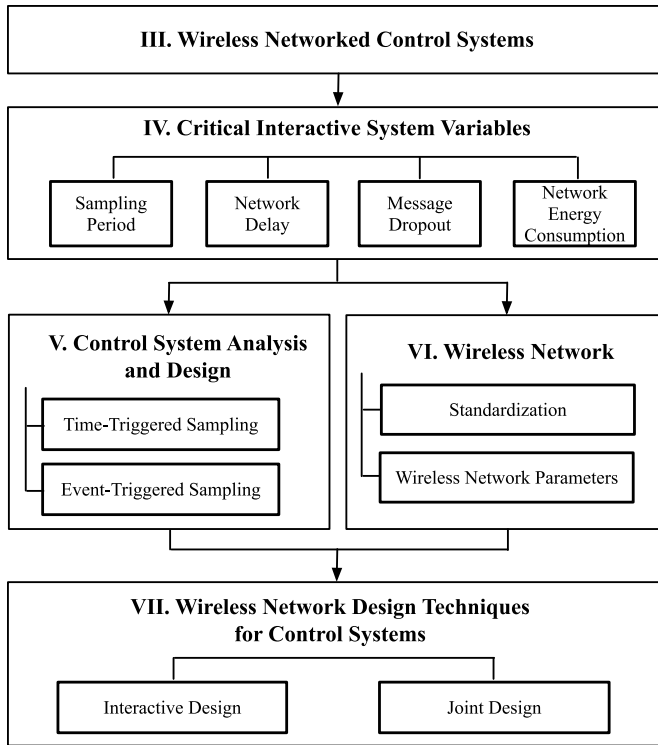 III. Wireless Networked Control Systems
IV. Critical Interactive System Variables
Sampling
Period
Network
Delay
Message
Dropout
Network
Energy
Consumption
V. Control System Analysis
and Design
Time-Triggered Sampling
Event-Triggered Sampling
VI. Wireless Network
Standardization
Wireless Network Parameters
VII. Wireless Network Design Techniques
for Control Systems
Interactive Design
Joint Design